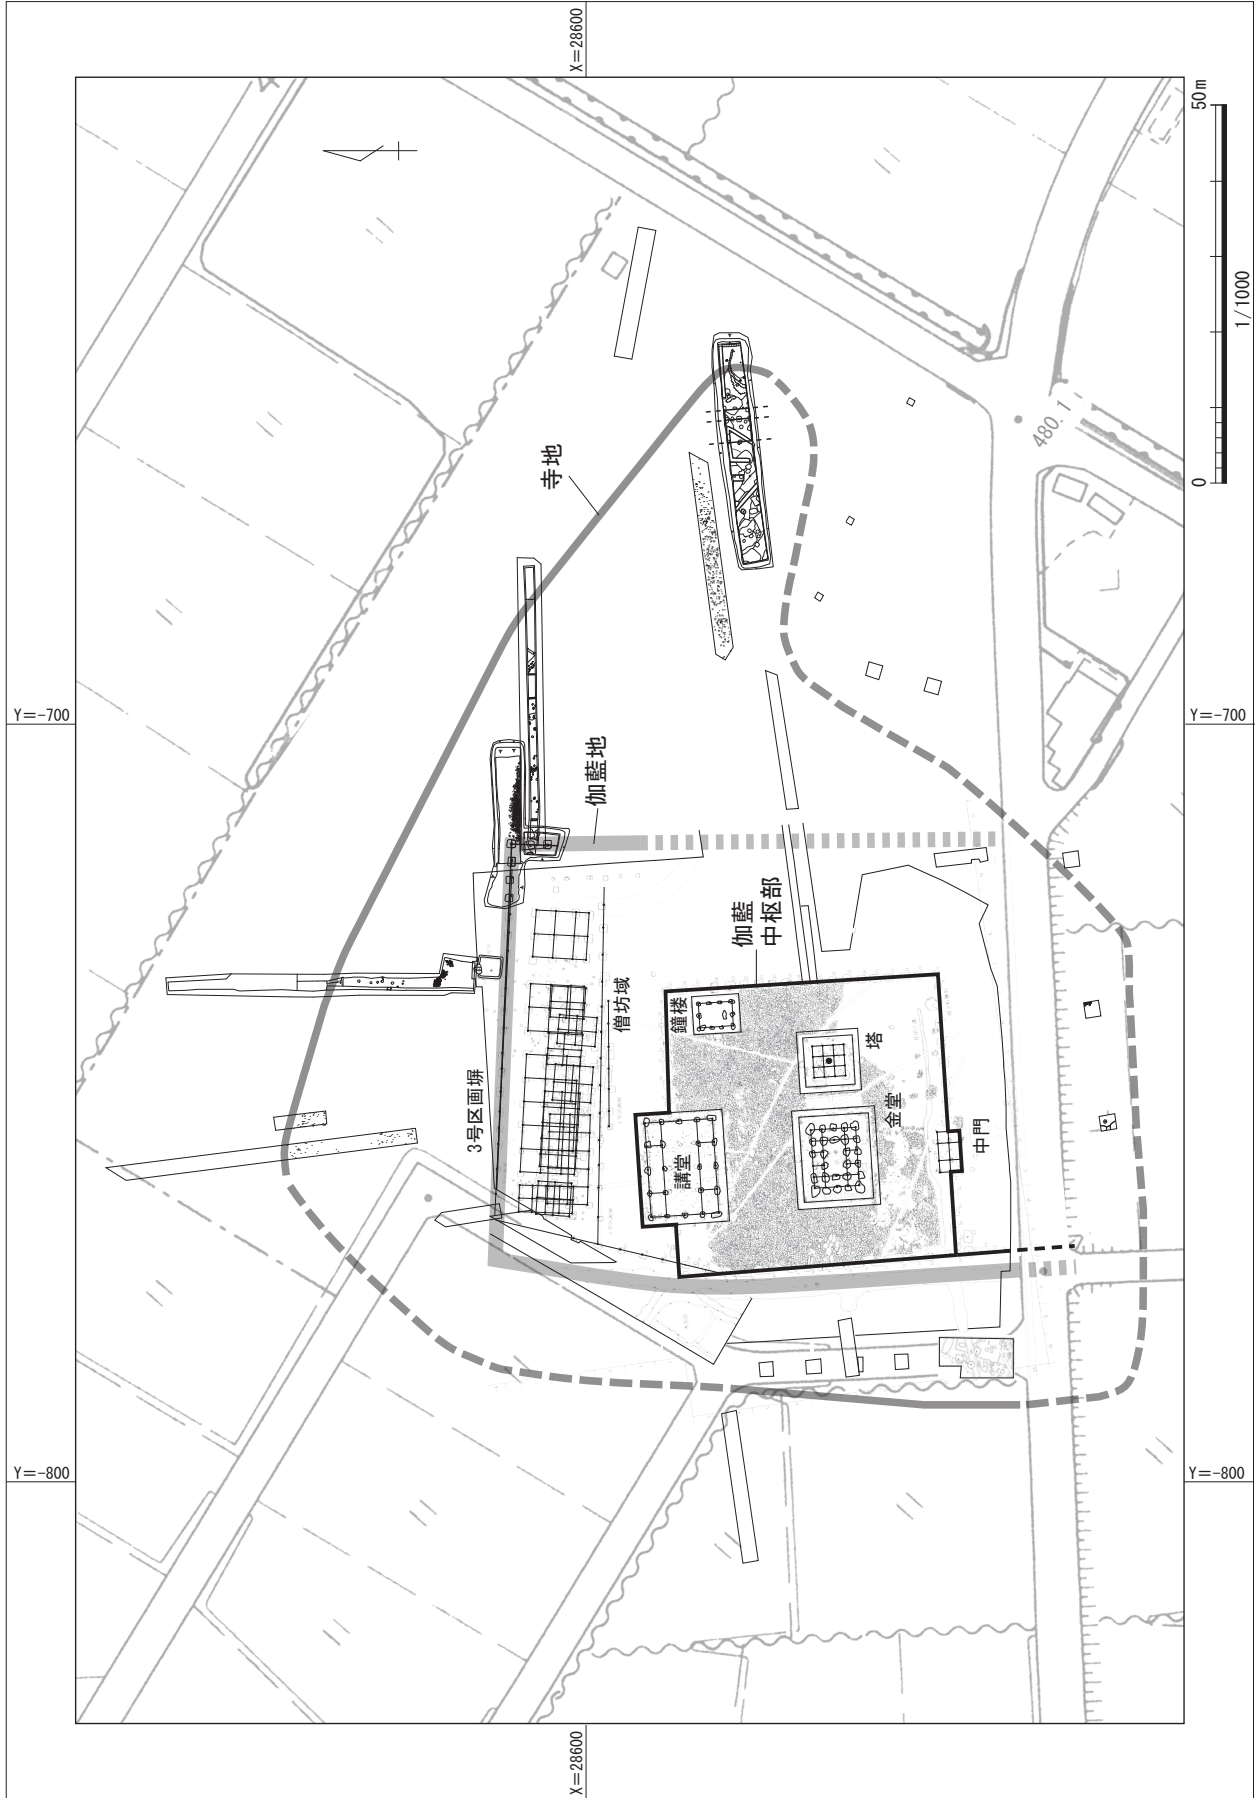 X=28600
Y=-700
Y=-700
Y=-800
Y=-800
X=28600
50m
0
1/1000
480.1
寺地
伽藍地
伽藍
中枢部
3号区画塀
僧坊域
鐘楼
塔
講堂
金堂
中門